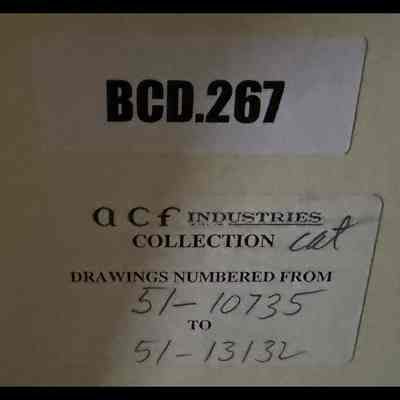 BCD.267
acf INDUSTRIES
COLLECTION cat
DRAWINGS NUMBERED FROM
51-10735
TO
51-13132